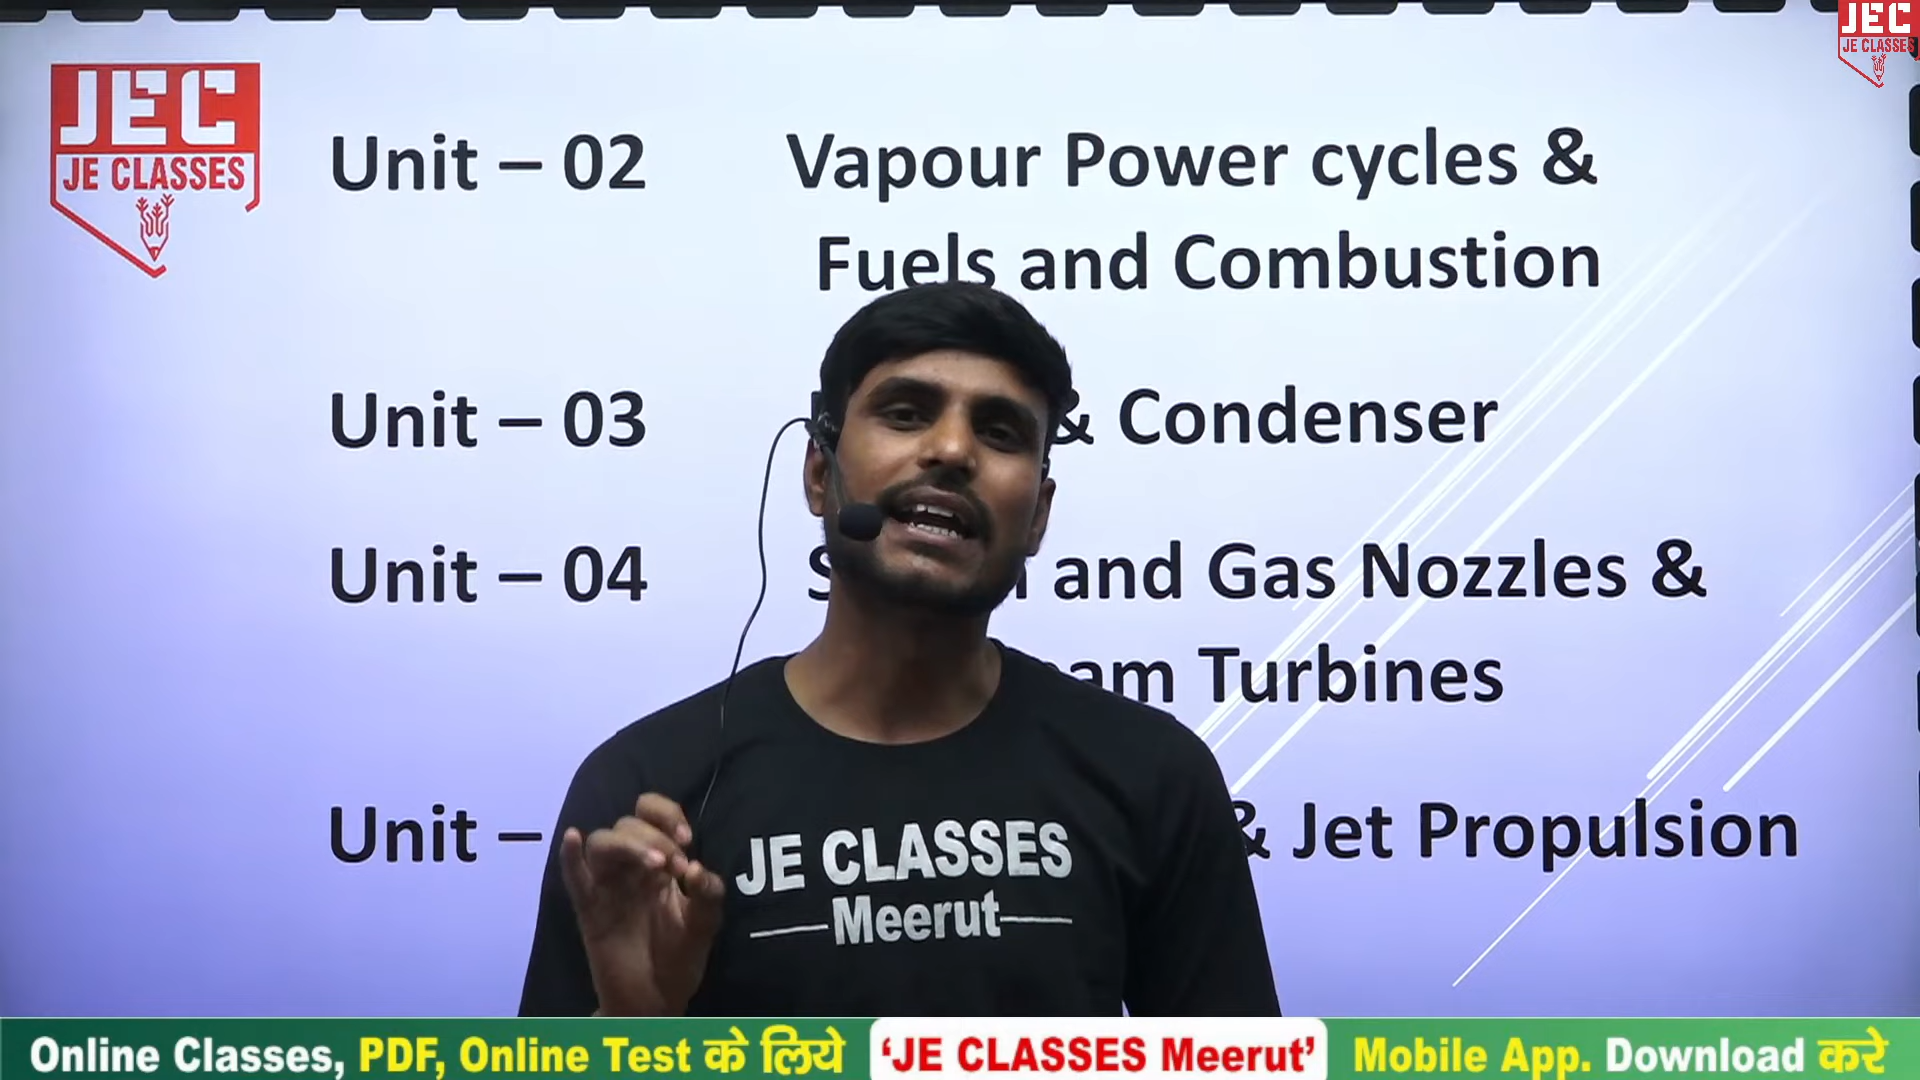 JEC
JE CLASSES
JEC
JE CLASSES
Unit – 02 Vapour Power cycles &
Fuels and Combustion
Unit – 03 & Condenser
Unit – 04 and Gas Nozzles &
Turbines
Unit – & Jet Propulsion
JE CLASSES
Meerut
Online Classes, PDF, Online Test के लिये ‘JE CLASSES Meerut’ Mobile App. Download करे